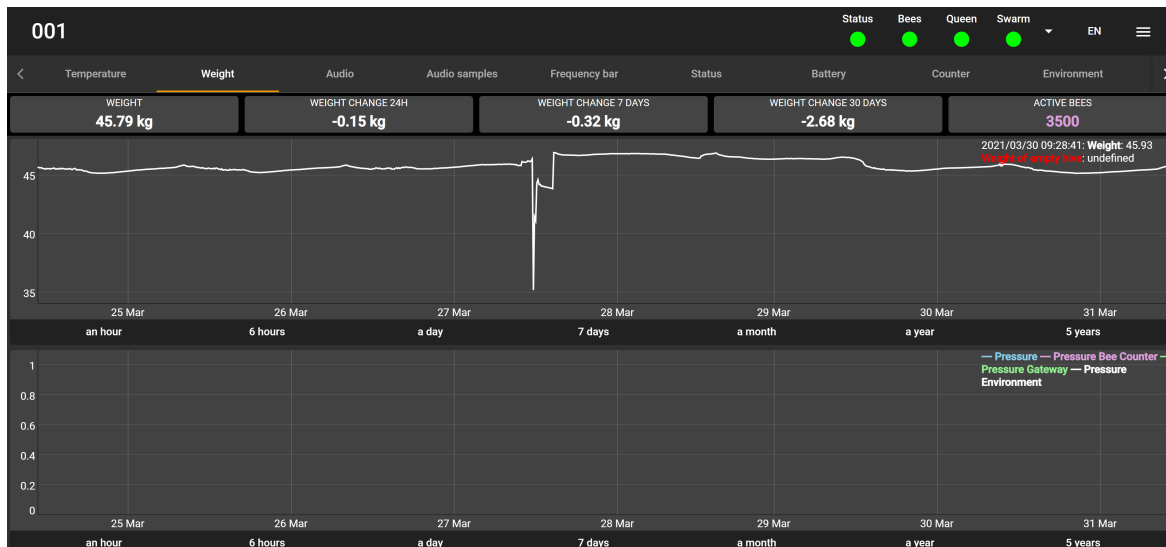 001
Status Bees Queen Swarm
EN
Temperature Weight Audio Audio samples Frequency bar Status Battery Counter Environment
WEIGHT WEIGHT CHANGE 24H WEIGHT CHANGE 7 DAYS WEIGHT CHANGE 30 DAYS ACTIVE BEES
45.79 kg -0.15 kg -0.32 kg -2.68 kg 3500
2021/03/30 09:28:41: Weight: 45.93
Weight of empty hive: undefined
45
40
35
25 Mar 26 Mar 27 Mar 28 Mar 29 Mar 30 Mar 31 Mar
an hour 6 hours a day 7 days a month a year 5 years
— Pressure — Pressure Bee Counter —
Pressure Gateway — Pressure
Environment
1
0.8
0.6
0.4
0.2
0
25 Mar 26 Mar 27 Mar 28 Mar 29 Mar 30 Mar 31 Mar
an hour 6 hours a day 7 days a month a year 5 years